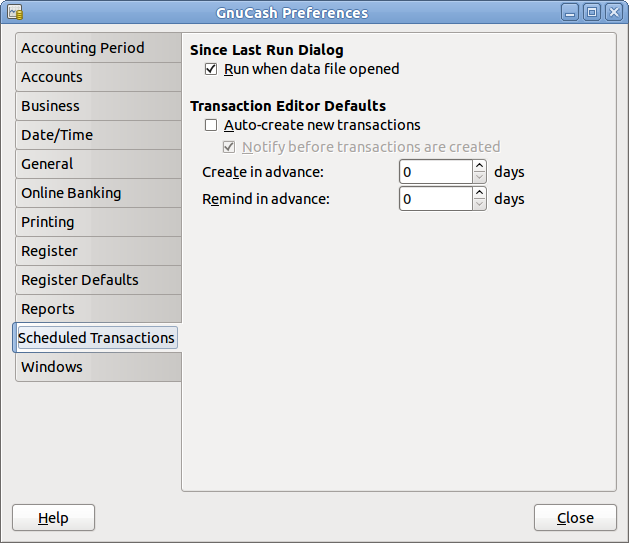 GnuCash Preferences
Accounting Period
Accounts
Business
Date/Time
General
Online Banking
Printing
Register
Register Defaults
Reports
Scheduled Transactions
Windows
Since Last Run Dialog
Run when data file opened
Transaction Editor Defaults
Auto-create new transactions
Notify before transactions are created
Create in advance: 0 days
Remind in advance: 0 days
Help Close